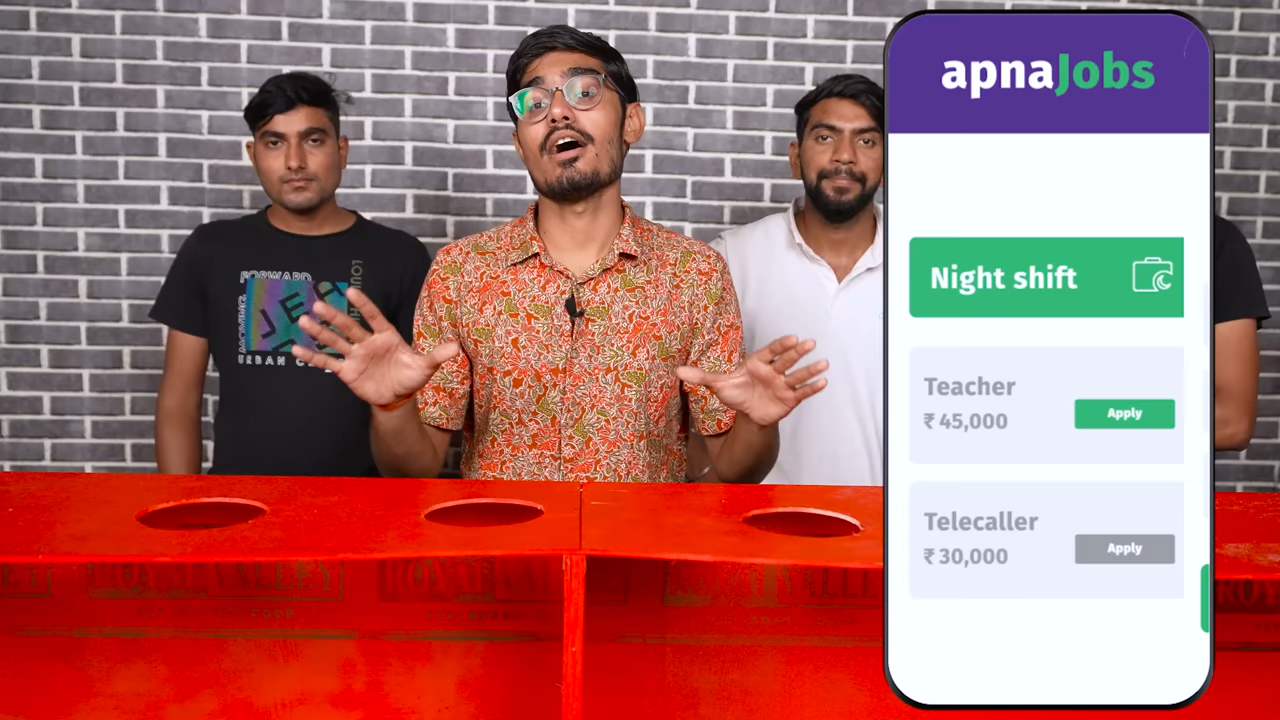 apnaJobs
Night shift
Teacher
₹ 45,000
Apply
Telecaller
₹ 30,000
Apply
FORWARD
URBAN